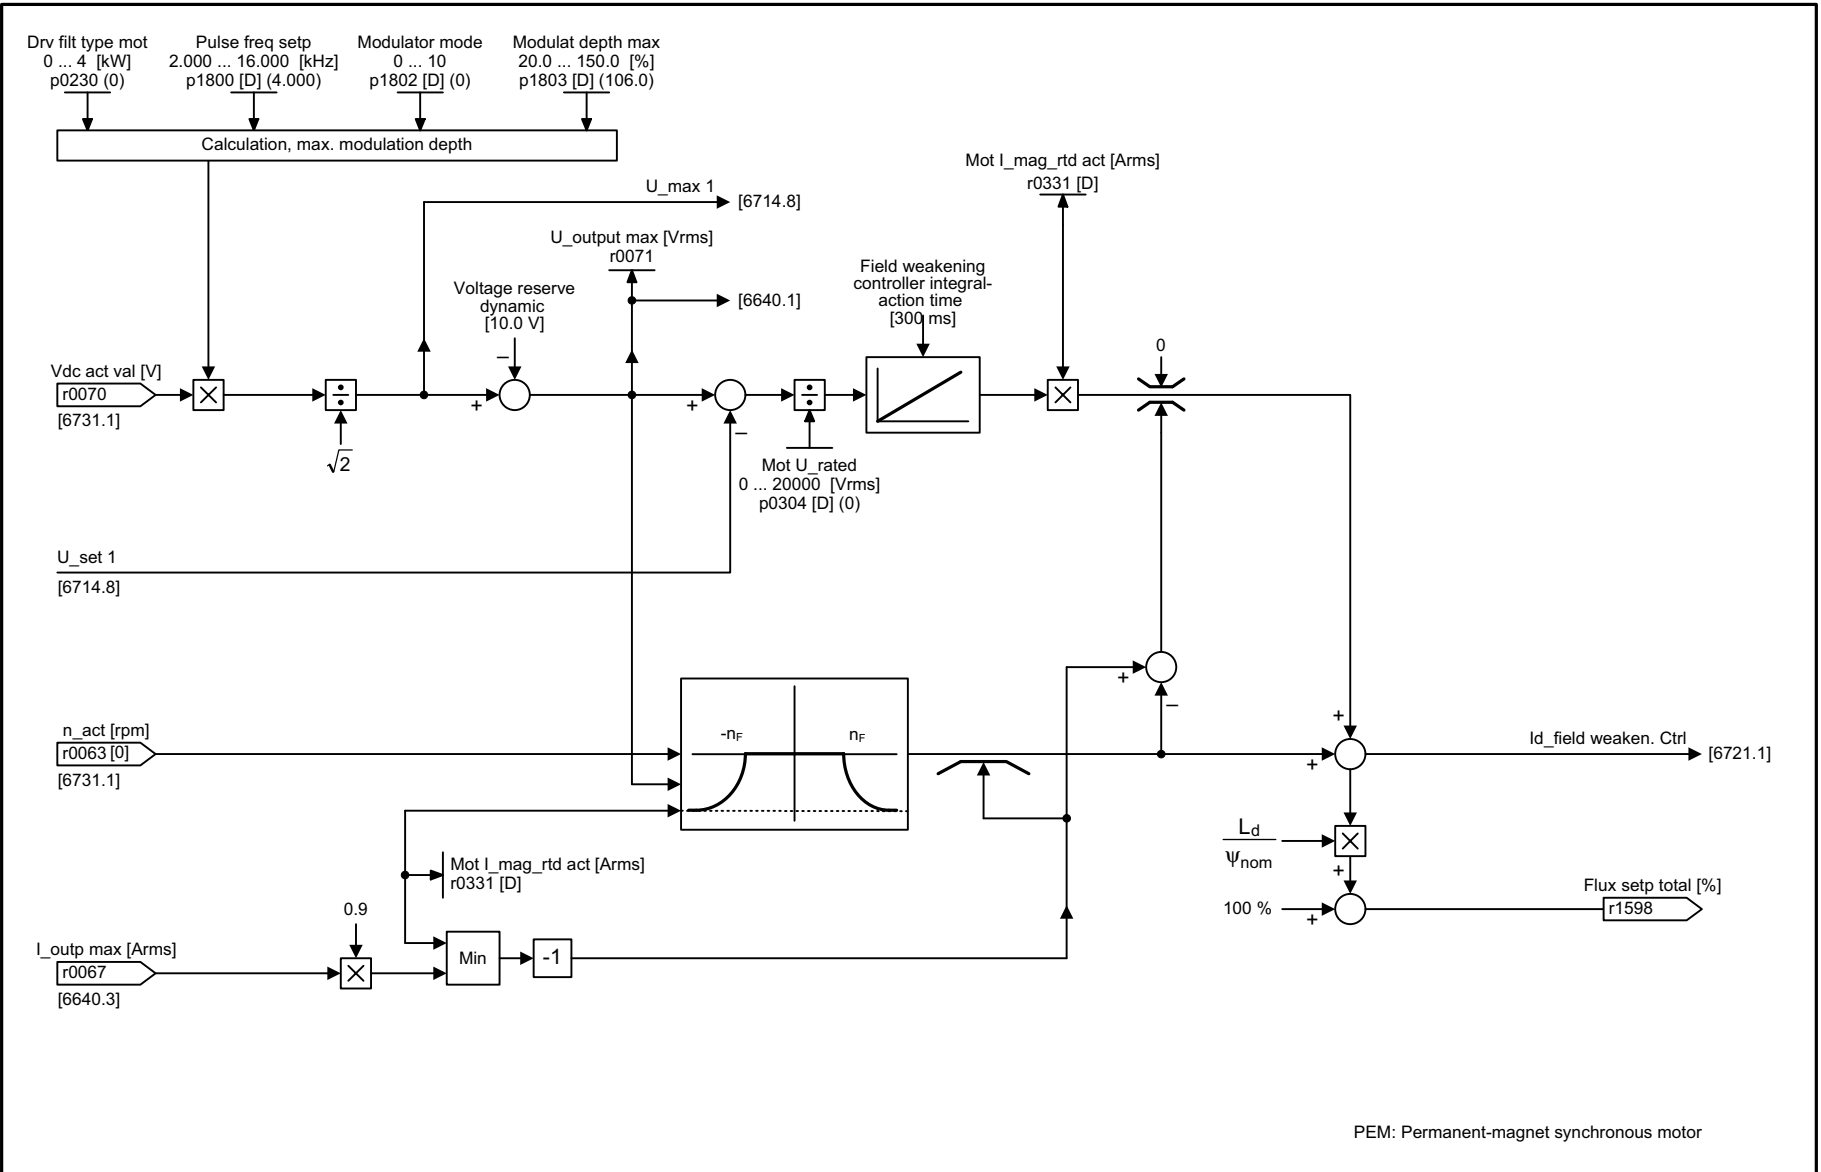 Drv filt type mot
0 ... 4 [kW]
p0230 (0)
Pulse freq setp
2.000 ... 16.000 [kHz]
p1800 [D] (4.000)
Modulator mode
0 ... 10
p1802 [D] (0)
Modulat depth max
20.0 ... 150.0 [%]
p1803 [D] (106.0)
Calculation, max. modulation depth
Mot I_mag_rtd act [Arms]
r0331 [D]
U_max 1
[6714.8]
U_output max [Vrms]
r0071
[6640.1]
Voltage reserve
dynamic
[10.0 V]
Field weakening
controller integral-
action time
[300 ms]
0
Vdc act val [V]
r0070
[6731.1]
×
÷
√2
+
–
+
–
÷
Mot U_rated
0 ... 20000 [Vrms]
p0304 [D] (0)
×
U_set 1
[6714.8]
+
–
n_act [rpm]
r0063 [0]
[6731.1]
-nF
nF
+
+
Id_field weaken. Ctrl
[6721.1]
Ld
ψnom
×
+
100 %
+
Flux setp total [%]
r1598
Mot I_mag_rtd act [Arms]
r0331 [D]
0.9
I_outp max [Arms]
r0067
[6640.3]
×
Min
-1
PEM: Permanent-magnet synchronous motor